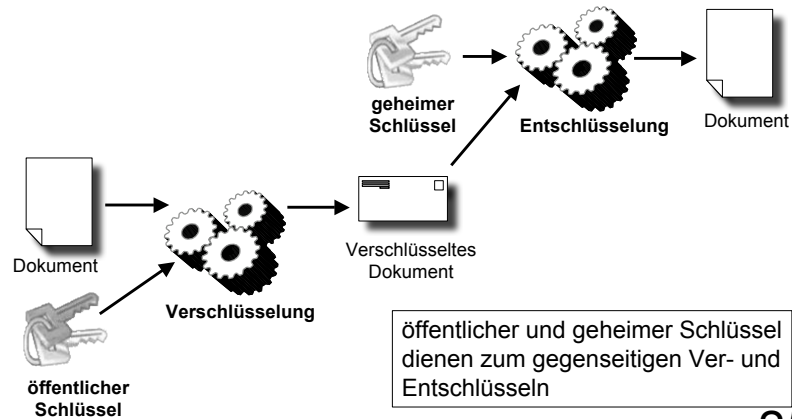 geheimer
Schlüssel
Entschlüsselung
Dokument
Dokument
Verschlüsselung
Verschlüsseltes
Dokument
öffentlicher
Schlüssel
öffentlicher und geheimer Schlüssel
dienen zum gegenseitigen Ver- und
Entschlüsseln